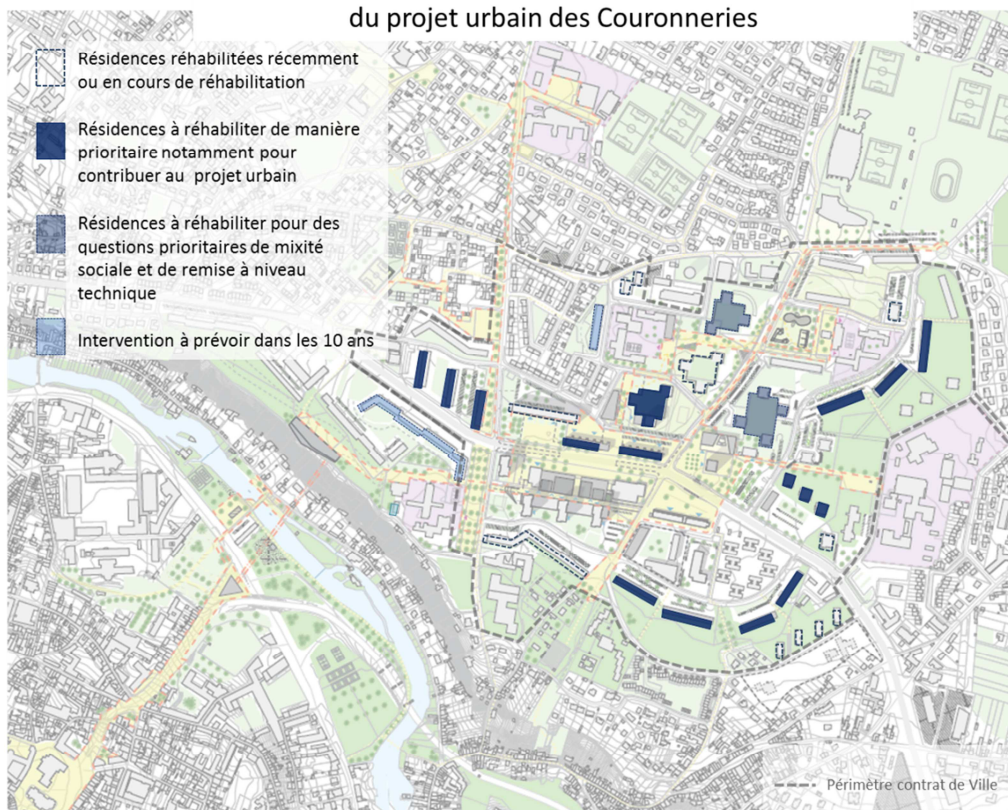 du projet urbain des Couronneries
Résidences réhabilitées récemment
ou en cours de réhabilitation
Résidences à réhabiliter de manière
prioritaire notamment pour
contribuer au projet urbain
Résidences à réhabiliter pour des
questions prioritaires de mixité
sociale et de remise à niveau
technique
Intervention à prévoir dans les 10 ans
Périmètre contrat de Ville